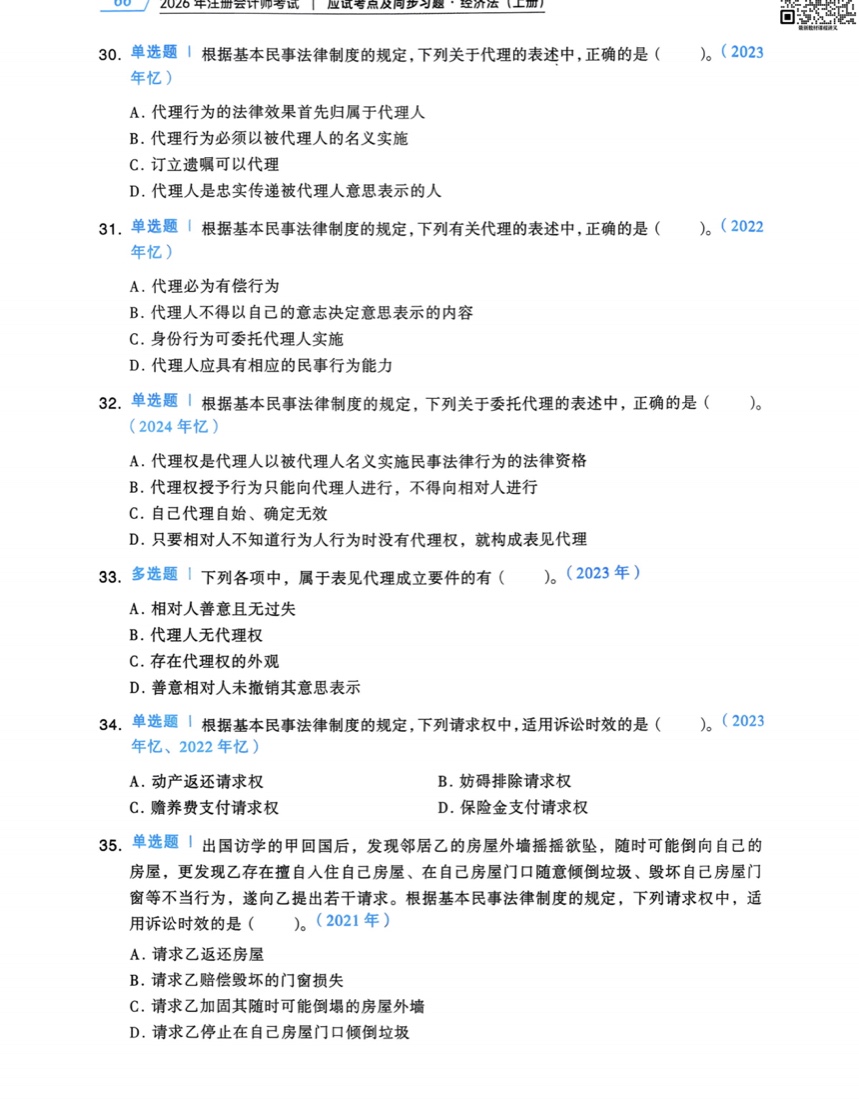 66 2026年注册会计师考试 | 应试考点及同步习题·经济法（上册）
30. 单选题 | 根据基本民事法律制度的规定，下列关于代理的表述中，正确的是（ ）。（2023
年忆）
A. 代理行为的法律效果首先归属于代理人
B. 代理行为必须以被代理人的名义实施
C. 订立遗嘱可以代理
D. 代理人是忠实传递被代理人意思表示的人
31. 单选题 | 根据基本民事法律制度的规定，下列有关代理的表述中，正确的是（ ）。（2022
年忆）
A. 代理必为有偿行为
B. 代理人不得以自己的意志决定意思表示的内容
C. 身份行为可委托代理人实施
D. 代理人应具有相应的民事行为能力
32. 单选题 | 根据基本民事法律制度的规定，下列关于委托代理的表述中，正确的是（ ）。
（2024 年忆）
A. 代理权是代理人以被代理人名义实施民事法律行为的法律资格
B. 代理权授予行为只能向代理人进行，不得向相对人进行
C. 自己代理自始、确定无效
D. 只要相对人不知道行为人行为时没有代理权，就构成表见代理
33. 多选题 | 下列各项中，属于表见代理成立要件的有（ ）。（2023 年）
A. 相对人善意且无过失
B. 代理人无代理权
C. 存在代理权的外观
D. 善意相对人未撤销其意思表示
34. 单选题 | 根据基本民事法律制度的规定，下列请求权中，适用诉讼时效的是（ ）。（2023
年忆、2022 年忆）
A. 动产返还请求权 B. 妨碍排除请求权
C. 赡养费支付请求权 D. 保险金支付请求权
35. 单选题 | 出国访学的甲回国后，发现邻居乙的房屋外墙摇摇欲坠，随时可能倒向自己的
房屋，更发现乙存在擅自入住自己房屋、在自己房屋门口随意倾倒垃圾、毁坏自己房屋门
窗等不当行为，遂向乙提出若干请求。根据基本民事法律制度的规定，下列请求权中，适
用诉讼时效的是（ ）。（2021 年）
A. 请求乙返还房屋
B. 请求乙赔偿毁坏的门窗损失
C. 请求乙加固其随时可能倒塌的房屋外墙
D. 请求乙停止在自己房屋门口倾倒垃圾